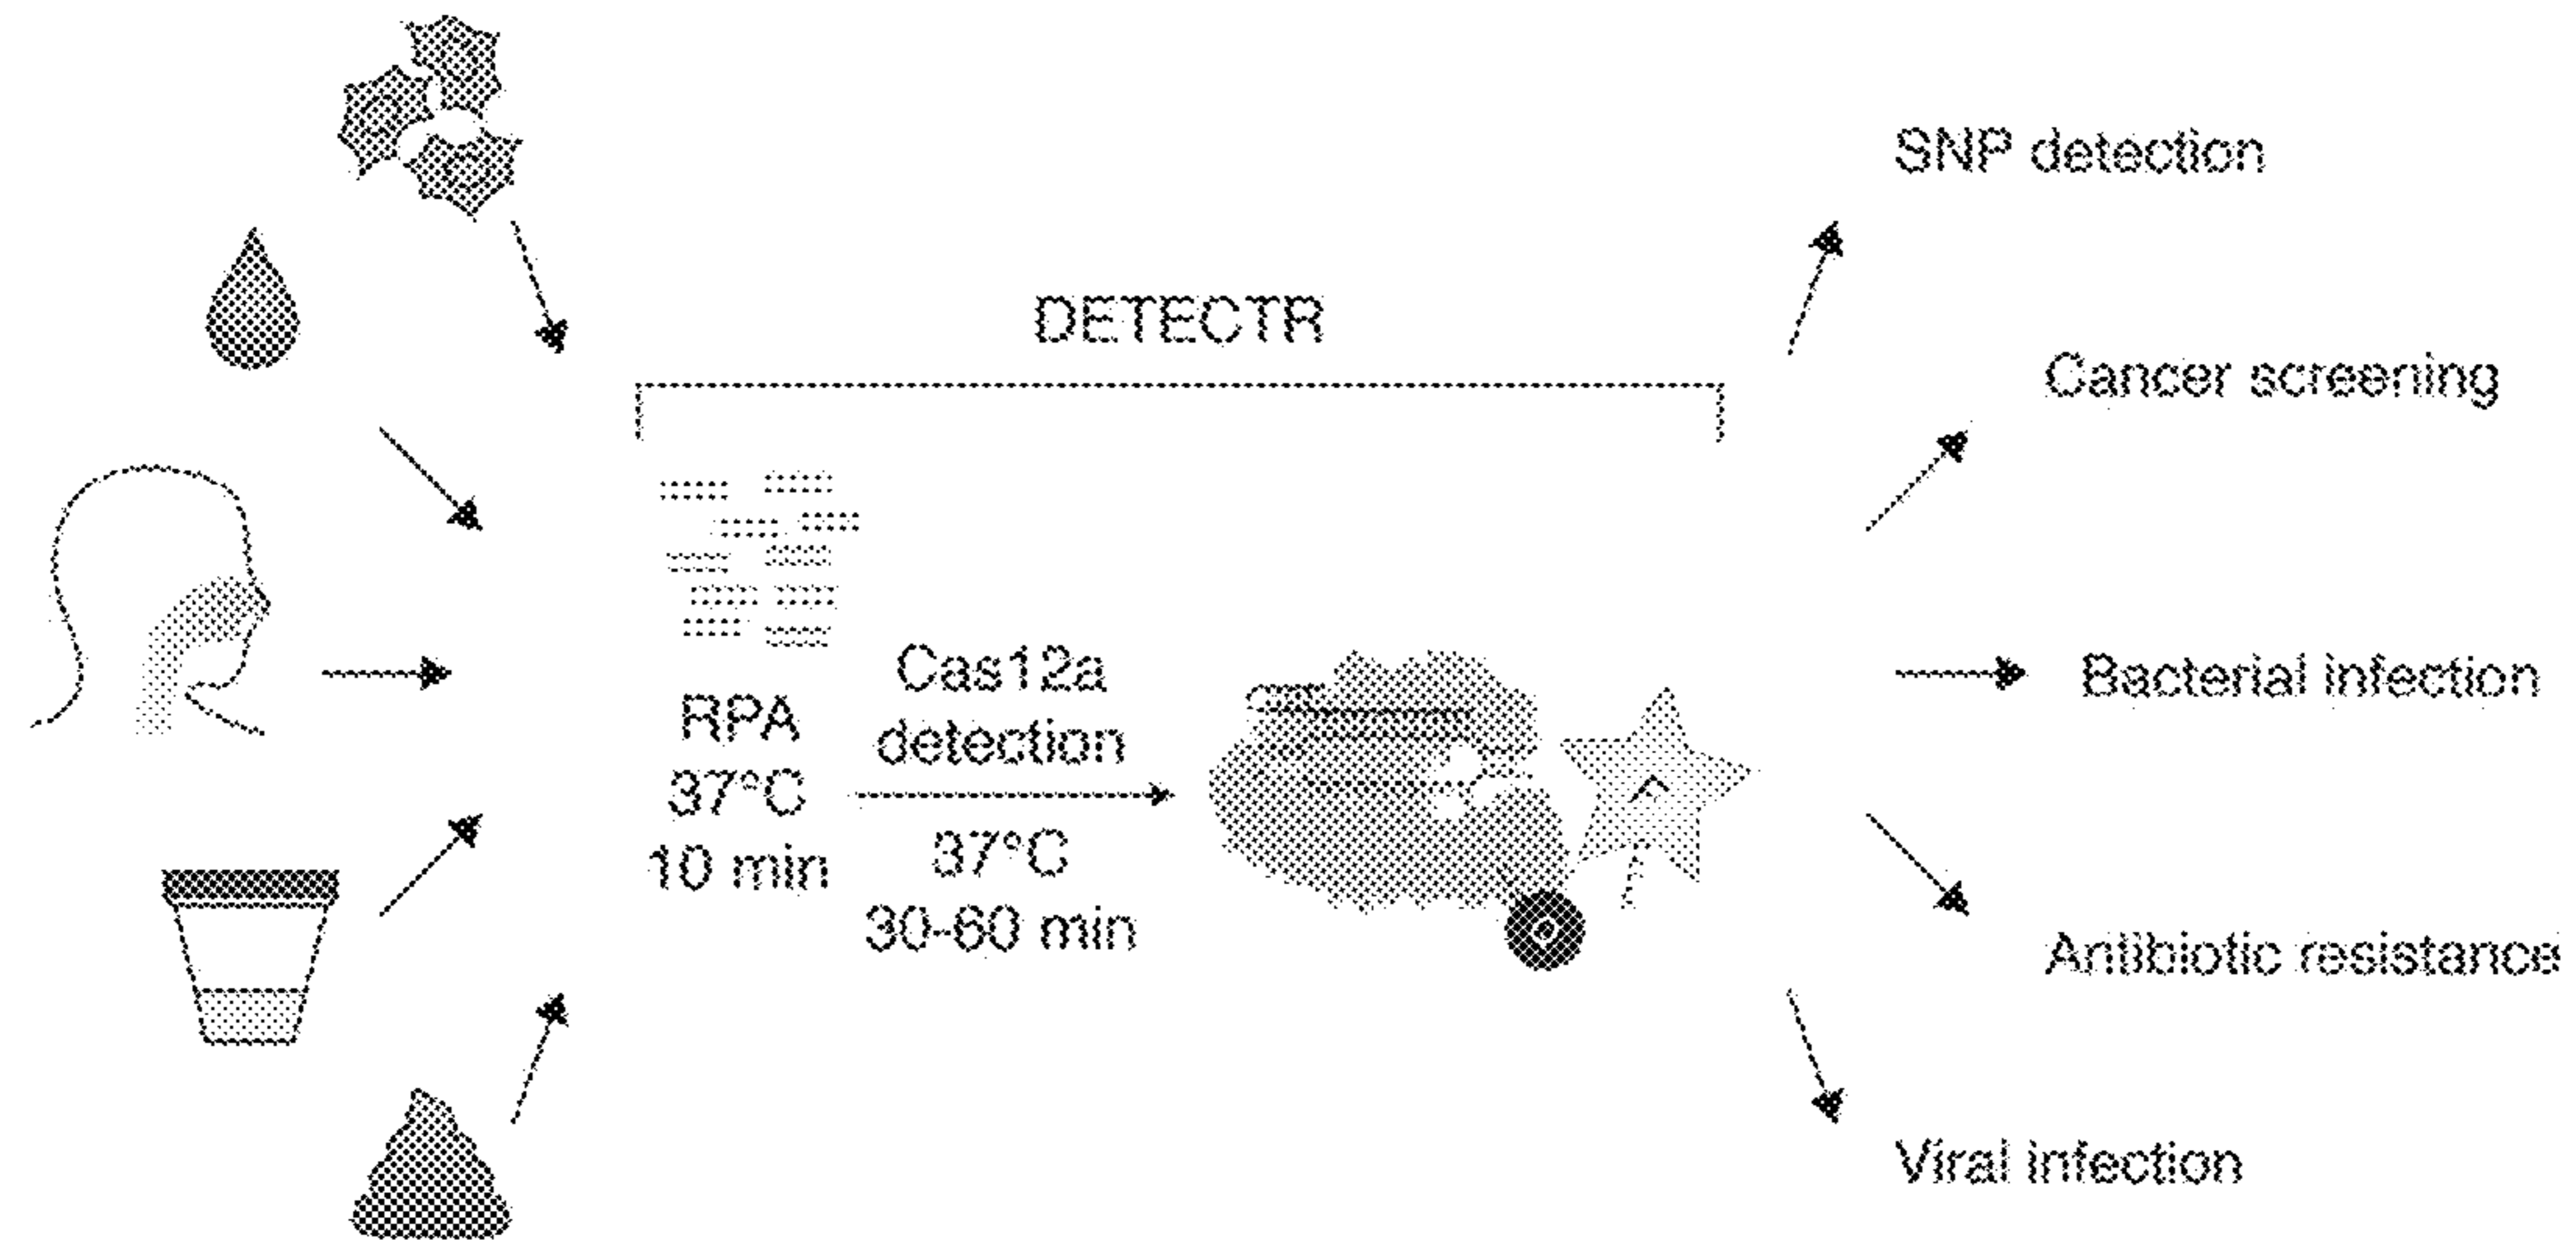 SNP detection
DETECTR
Cancer screening
Cas12a
detection
RPA
37°C
10 min
37°C
30-60 min
Bacterial infection
Antibiotic resistance
Viral infection